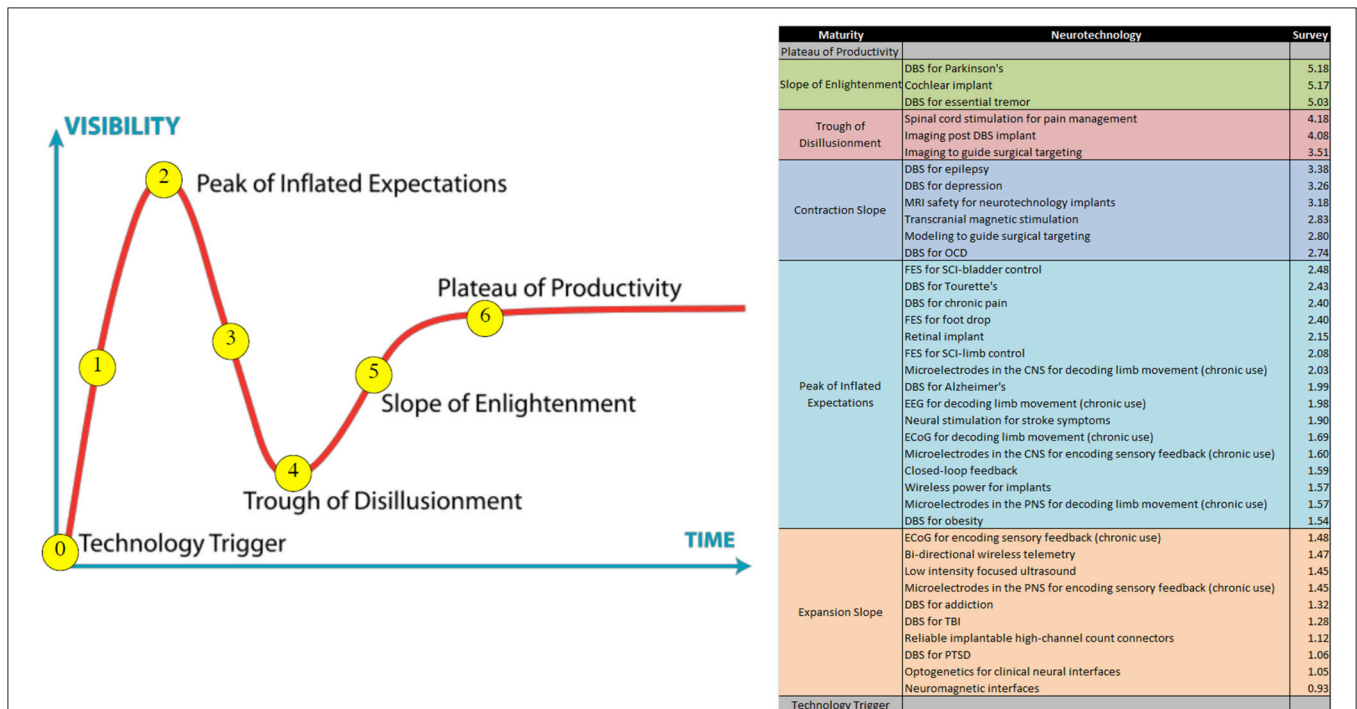 VISIBILITY
2
Peak of Inflated Expectations
Plateau of Productivity
6
3
1
5
Slope of Enlightenment
4
Trough of Disillusionment
0
Technology Trigger
TIME
Maturity Neurotechnology Survey
Plateau of Productivity
Slope of Enlightenment
DBS for Parkinson's 5.18
Cochlear implant 5.17
DBS for essential tremor 5.03
Trough of
Disillusionment
Spinal cord stimulation for pain management 4.18
Imaging post DBS implant 4.08
Imaging to guide surgical targeting 3.51
Contraction Slope
DBS for epilepsy 3.38
DBS for depression 3.26
MRI safety for neurotechnology implants 3.18
Transcranial magnetic stimulation 2.83
Modeling to guide surgical targeting 2.80
DBS for OCD 2.74
Peak of Inflated
Expectations
FES for SCI-bladder control 2.48
DBS for Tourette's 2.43
DBS for chronic pain 2.40
FES for foot drop 2.40
Retinal implant 2.15
FES for SCI-limb control 2.08
Microelectrodes in the CNS for decoding limb movement (chronic use) 2.03
DBS for Alzheimer's 1.99
EEG for decoding limb movement (chronic use) 1.98
Neural stimulation for stroke symptoms 1.90
ECoG for decoding limb movement (chronic use) 1.69
Microelectrodes in the CNS for encoding sensory feedback (chronic use) 1.60
Closed-loop feedback 1.59
Wireless power for implants 1.57
Microelectrodes in the PNS for decoding limb movement (chronic use) 1.57
DBS for obesity 1.54
Expansion Slope
ECoG for encoding sensory feedback (chronic use) 1.48
Bi-directional wireless telemetry 1.47
Low intensity focused ultrasound 1.45
Microelectrodes in the PNS for encoding sensory feedback (chronic use) 1.45
DBS for addiction 1.32
DBS for TBI 1.28
Reliable implantable high-channel count connectors 1.12
DBS for PTSD 1.06
Optogenetics for clinical neural interfaces 1.05
Neuromagnetic interfaces 0.93
Technology Trigger